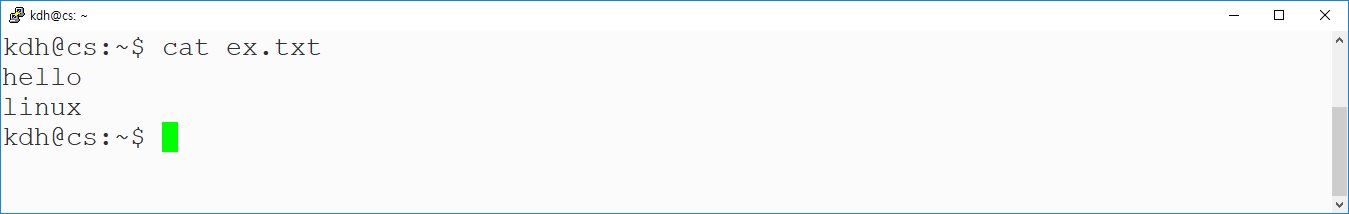 kdh@cs: ~
kdh@cs:~$ cat ex.txt
hello
linux
kdh@cs:~$